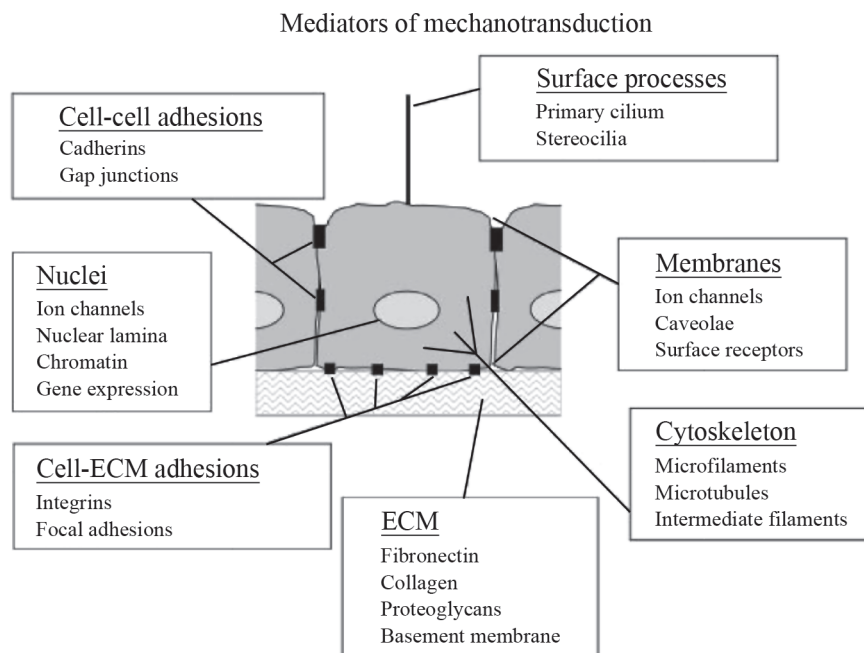 Mediators of mechanotransduction
Surface processes
Primary cilium
Stereocilia
Cell-cell adhesions
Cadherins
Gap junctions
Nuclei
Ion channels
Nuclear lamina
Chromatin
Gene expression
Membranes
Ion channels
Caveolae
Surface receptors
Cell-ECM adhesions
Integrins
Focal adhesions
ECM
Fibronectin
Collagen
Proteoglycans
Basement membrane
Cytoskeleton
Microfilaments
Microtubules
Intermediate filaments